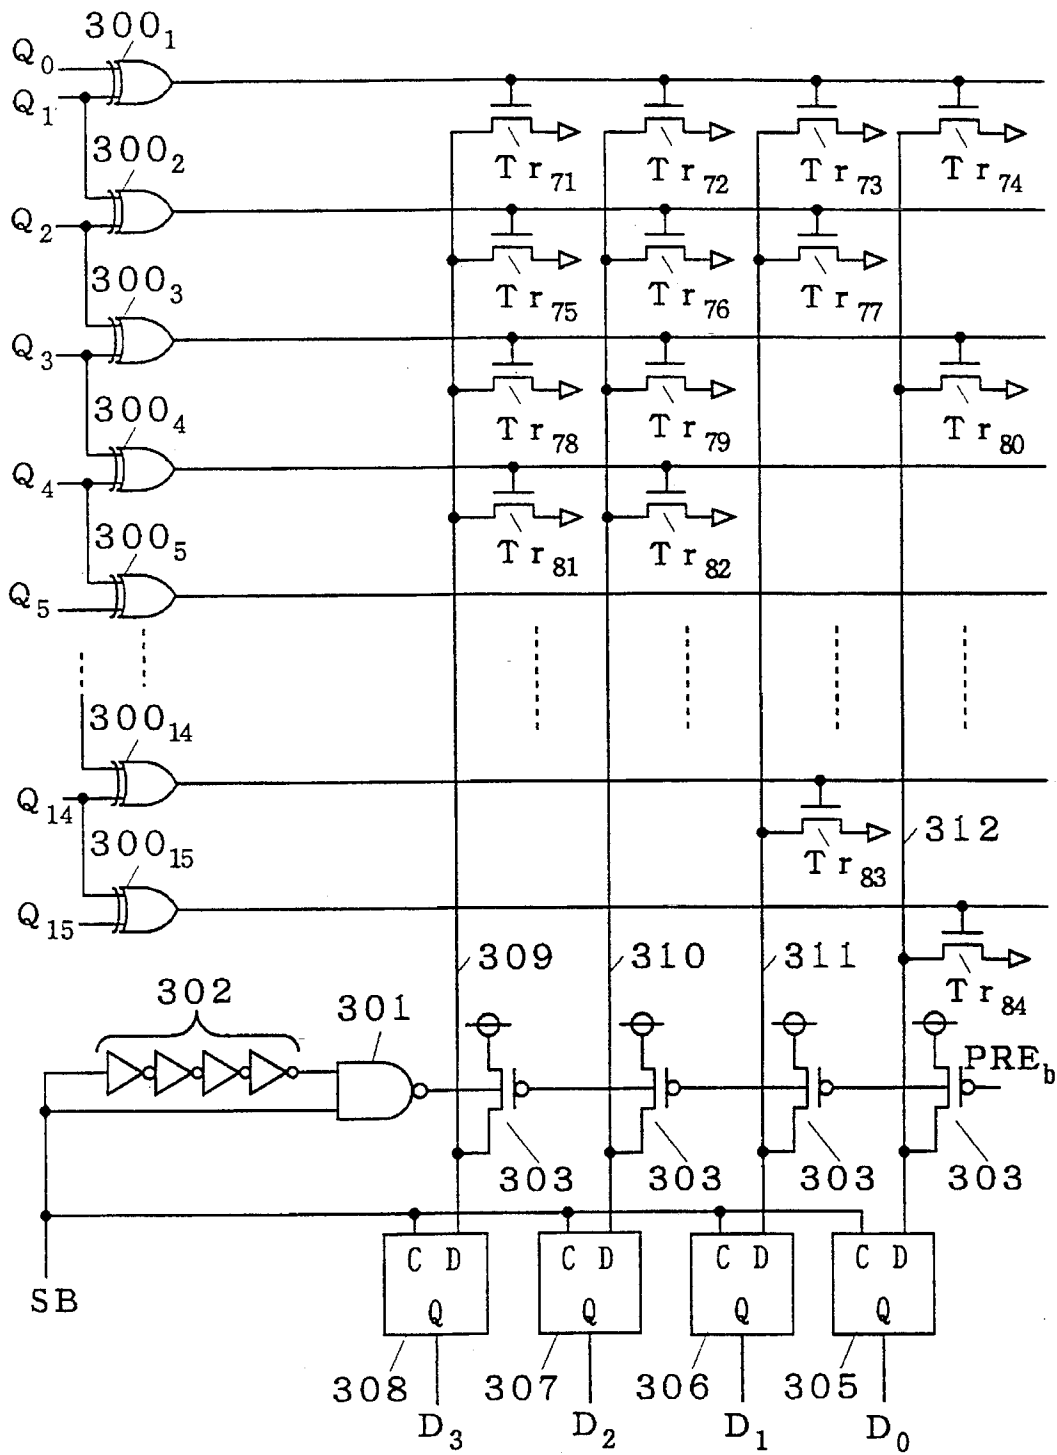 300₁
Q₀
Q₁
Tr₇₁ Tr₇₂ Tr₇₃ Tr₇₄
300₂
Q₂
Tr₇₅ Tr₇₆ Tr₇₇
300₃
Q₃
Tr₇₈ Tr₇₉ Tr₈₀
300₄
Q₄
Tr₈₁ Tr₈₂
300₅
Q₅
300₁₄
Q₁₄
312
Tr₈₃
300₁₅
Q₁₅
309 310 311
Tr₈₄
302
301
PRE_b
303 303 303 303
C D C D C D C D
Q Q Q Q
SB
308 307 306 305
D₃ D₂ D₁ D₀